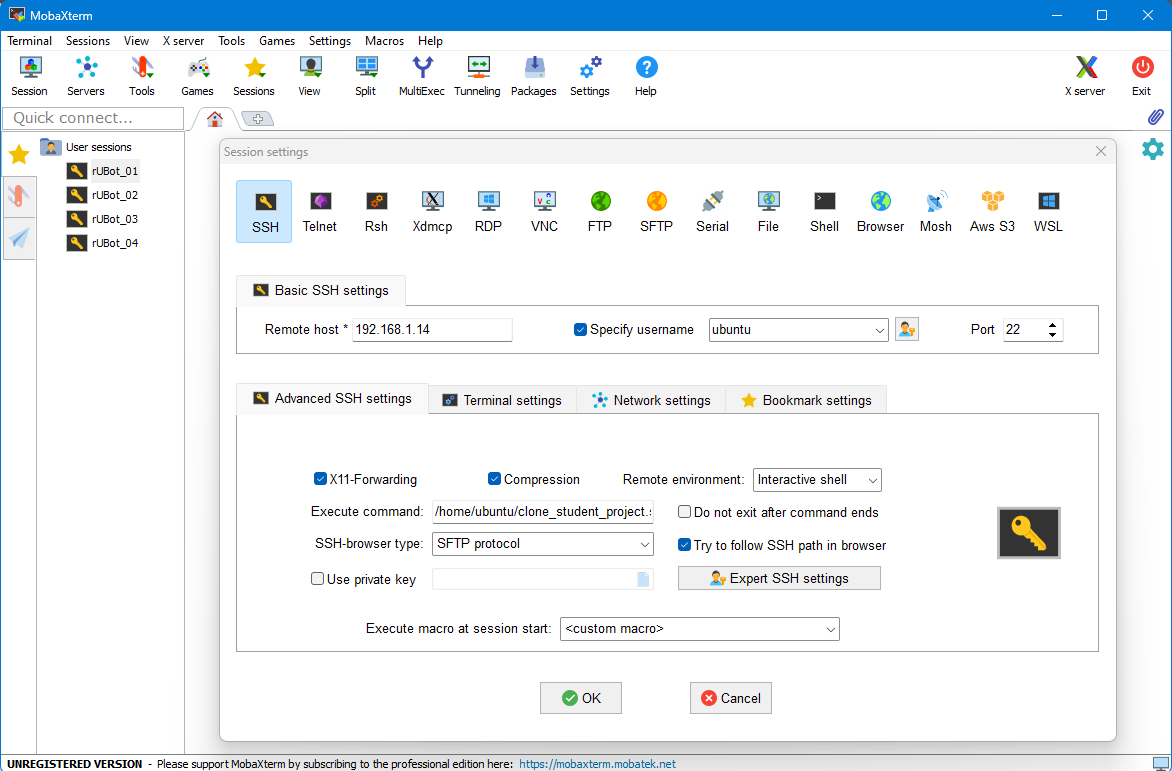 MobaXterm
Terminal Sessions View X server Tools Games Settings Macros Help
Session Servers Tools Games Sessions View Split MultiExec Tunneling Packages Settings Help X server Exit
Quick connect...
User sessions
rUBot_01
rUBot_02
rUBot_03
rUBot_04
Session settings
SSH Telnet Rsh Xdmcp RDP VNC FTP SFTP Serial File Shell Browser Mosh Aws S3 WSL
Basic SSH settings
Remote host * 192.168.1.14 Specify username ubuntu Port 22
Advanced SSH settings Terminal settings Network settings Bookmark settings
X11-Forwarding Compression Remote environment: Interactive shell
Execute command: /home/ubuntu/clone_student_project.s Do not exit after command ends
SSH-browser type: SFTP protocol Try to follow SSH path in browser
Use private key Expert SSH settings
Execute macro at session start: <custom macro>
OK Cancel
UNREGISTERED VERSION - Please support MobaXterm by subscribing to the professional edition here: https://mobaxterm.mobatek.net